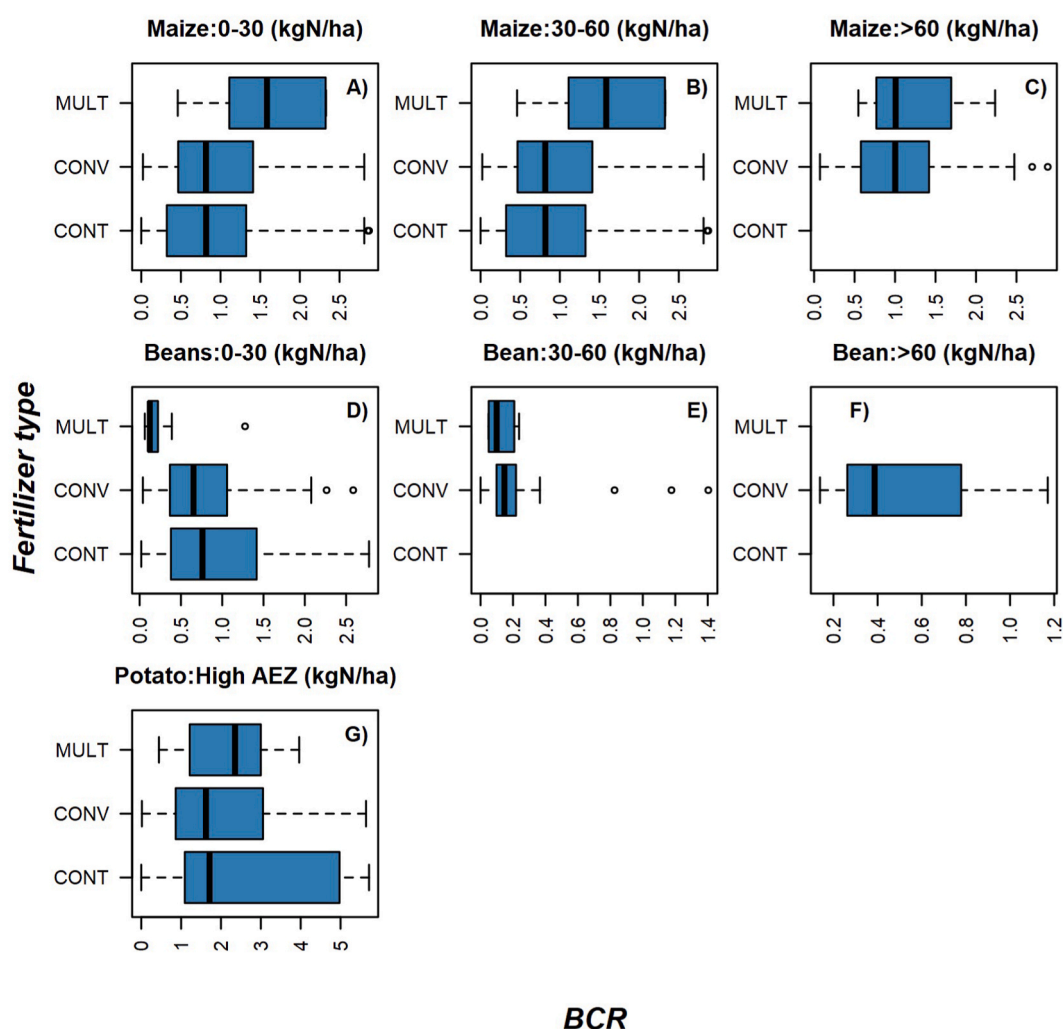 Maize:0-30 (kgN/ha)
Maize:30-60 (kgN/ha)
Maize:>60 (kgN/ha)
A)
MULT
CONV
CONT
0.0 0.5 1.0 1.5 2.0 2.5
B)
MULT
CONV
CONT
0.0 0.5 1.0 1.5 2.0 2.5
C)
MULT
CONV
CONT
0.0 0.5 1.0 1.5 2.0 2.5
Beans:0-30 (kgN/ha)
Bean:30-60 (kgN/ha)
Bean:>60 (kgN/ha)
Fertilizer type
D)
MULT
CONV
CONT
0.0 0.5 1.0 1.5 2.0 2.5
E)
MULT
CONV
CONT
0.0 0.2 0.4 0.6 0.8 1.0 1.2 1.4
F)
MULT
CONV
CONT
0.2 0.4 0.6 0.8 1.0 1.2
Potato:High AEZ (kgN/ha)
G)
MULT
CONV
CONT
0 1 2 3 4 5
BCR